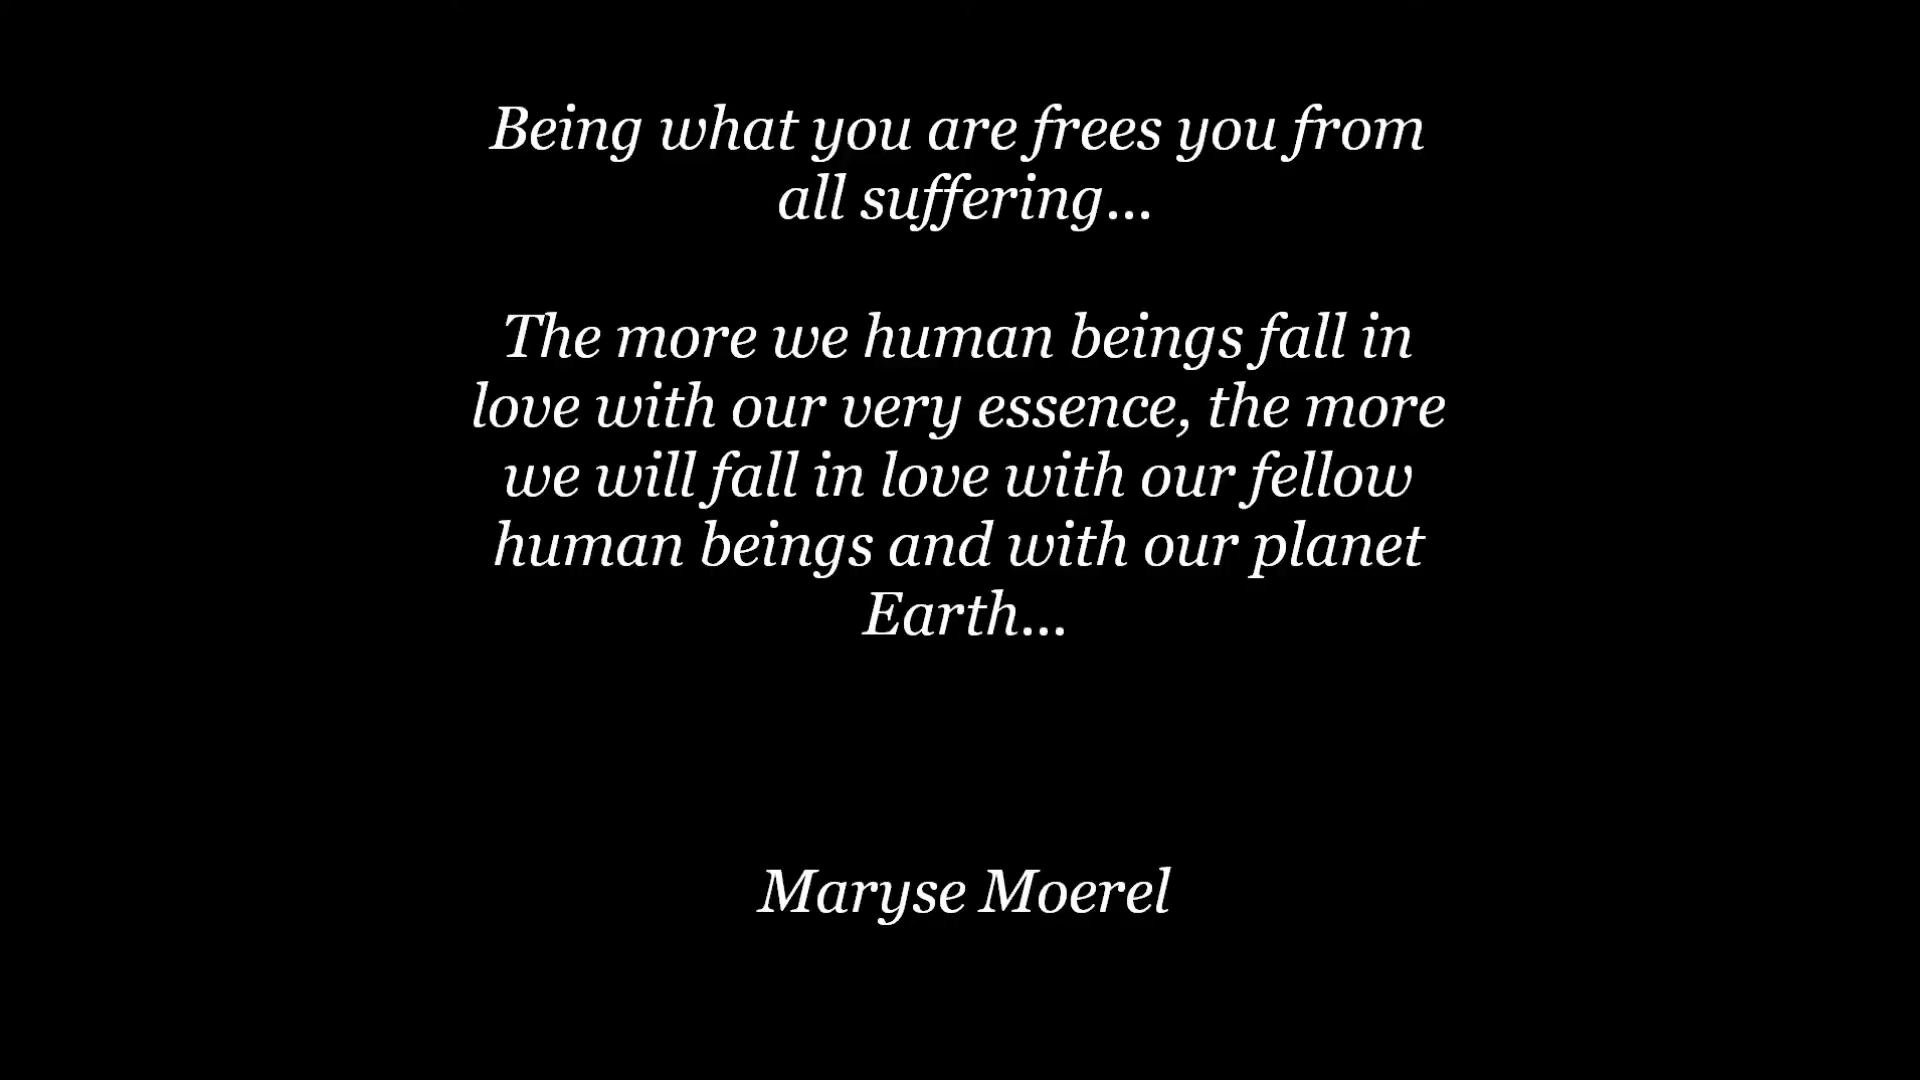 Being what you are frees you from
all suffering...
The more we human beings fall in
love with our very essence, the more
we will fall in love with our fellow
human beings and with our planet
Earth...
Maryse Moerel